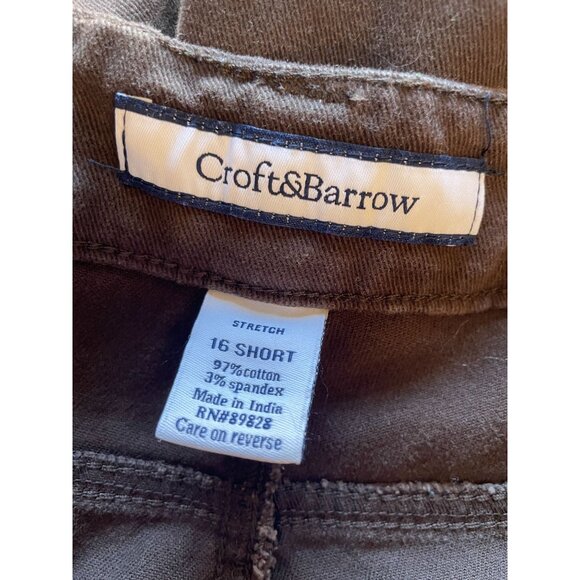 Croft&Barrow
STRETCH
16 SHORT
97% cotton
3% spandex
Made in India
RN#89828
Care on reverse